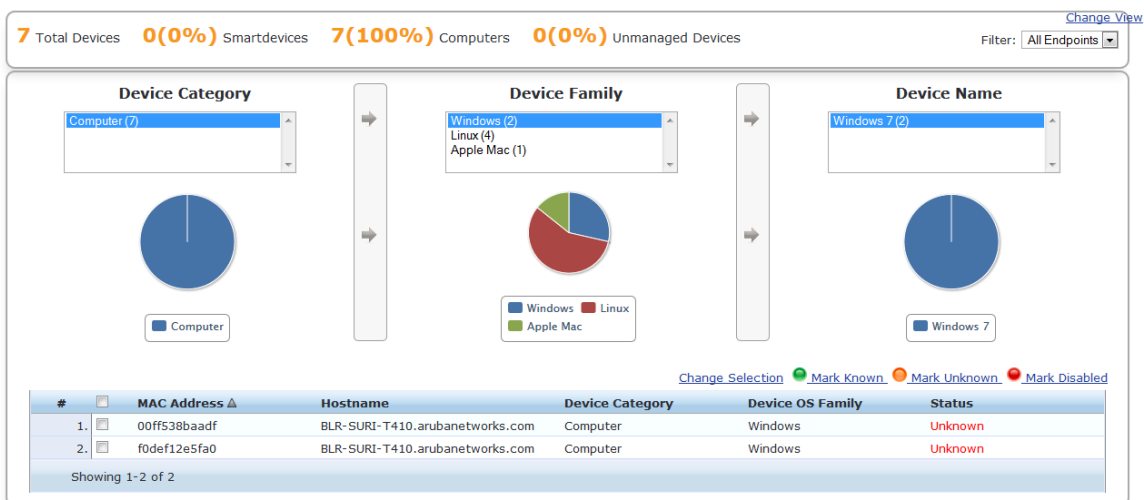 Change View
7 Total Devices 0(0%) Smartdevices 7(100%) Computers 0(0%) Unmanaged Devices
Filter: All Endpoints
Device Category Device Family Device Name
Computer (7) Windows (2) Windows 7 (2)
Linux (4)
Apple Mac (1)
Windows Linux
Computer Apple Mac Windows 7
Change Selection Mark Known Mark Unknown Mark Disabled
# MAC Address Hostname Device Category Device OS Family Status
1. 00ff538baadf BLR-SURI-T410.arubanetworks.com Computer Windows Unknown
2. f0def12e5fa0 BLR-SURI-T410.arubanetworks.com Computer Windows Unknown
Showing 1-2 of 2